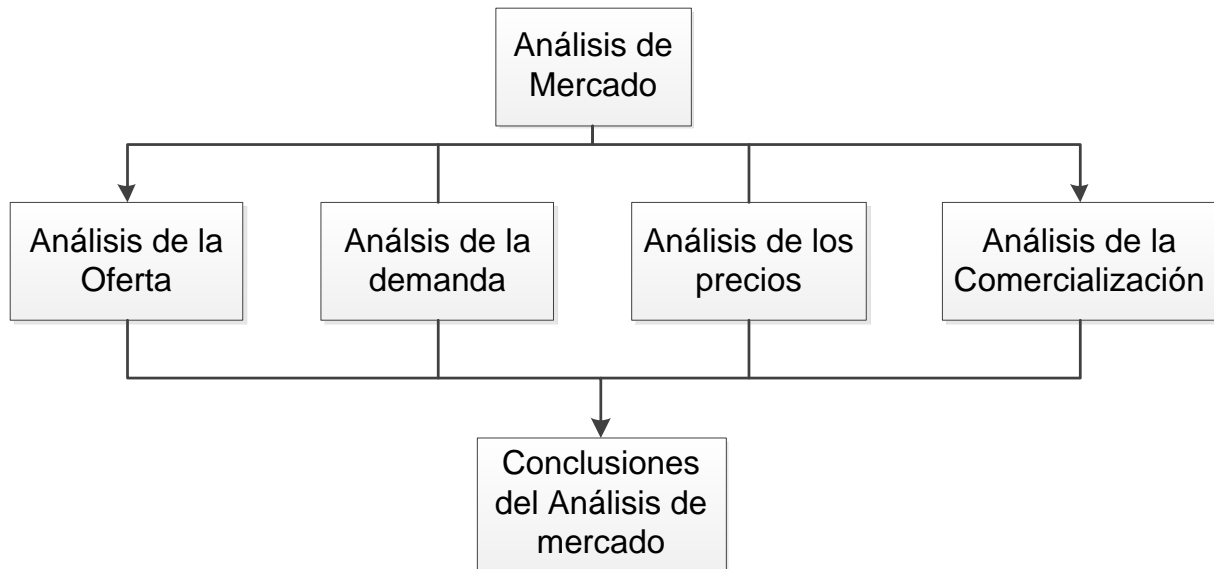 Análisis de
Mercado
Análisis de la
Oferta
Análsis de la
demanda
Análisis de los
precios
Análisis de la
Comercialización
Conclusiones
del Análisis de
mercado